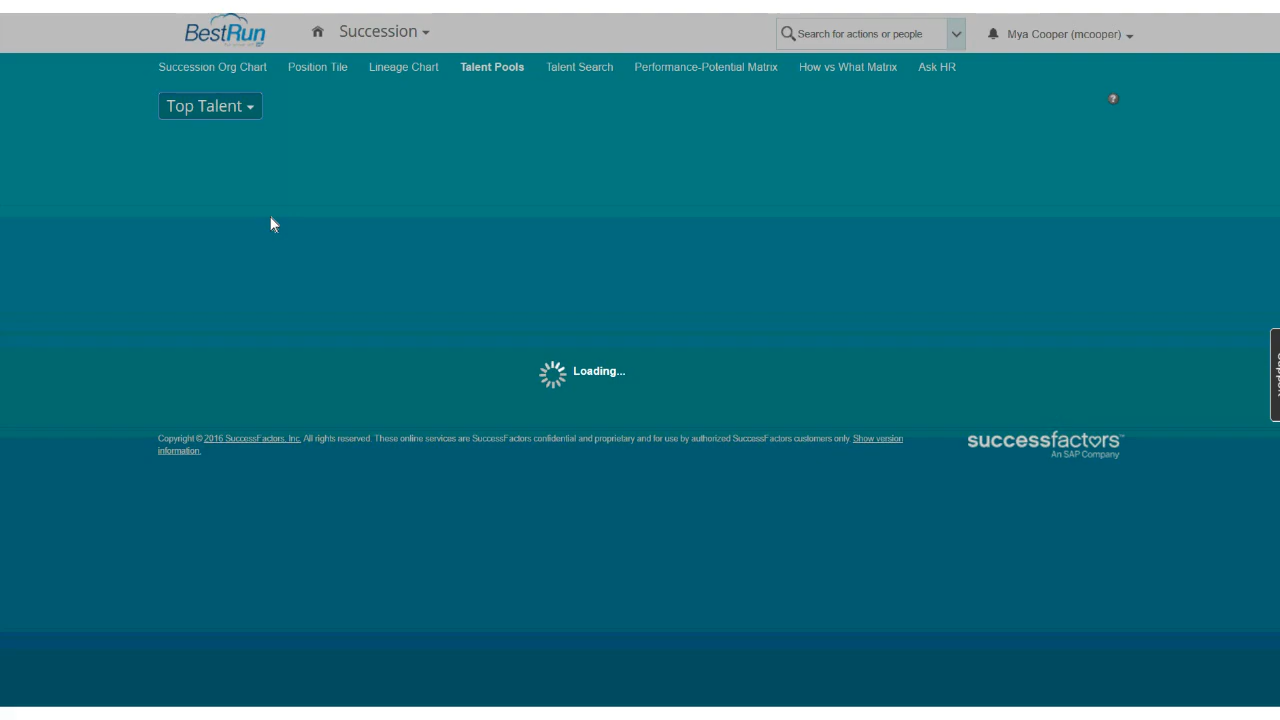 BestRun Succession Search for actions or people Mya Cooper (mcooper)
Succession Org Chart Position Tile Lineage Chart Talent Pools Talent Search Performance-Potential Matrix How vs What Matrix Ask HR
Top Talent ?
Loading...
Copyright © 2016 SuccessFactors, Inc. All rights reserved. These online services are SuccessFactors confidential and proprietary and for use by authorized SuccessFactors customers only. Show version
information.
successfactors™
An SAP Company